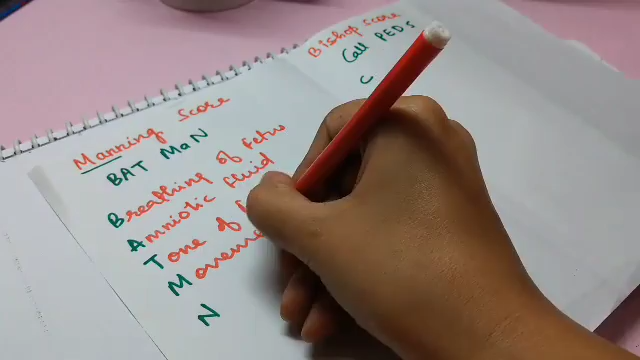 Manning Score
BAT MaN
Breathing of Fetus
Amniotic Fluid
Tone of
N
Bishop Score
Call PEDs
C